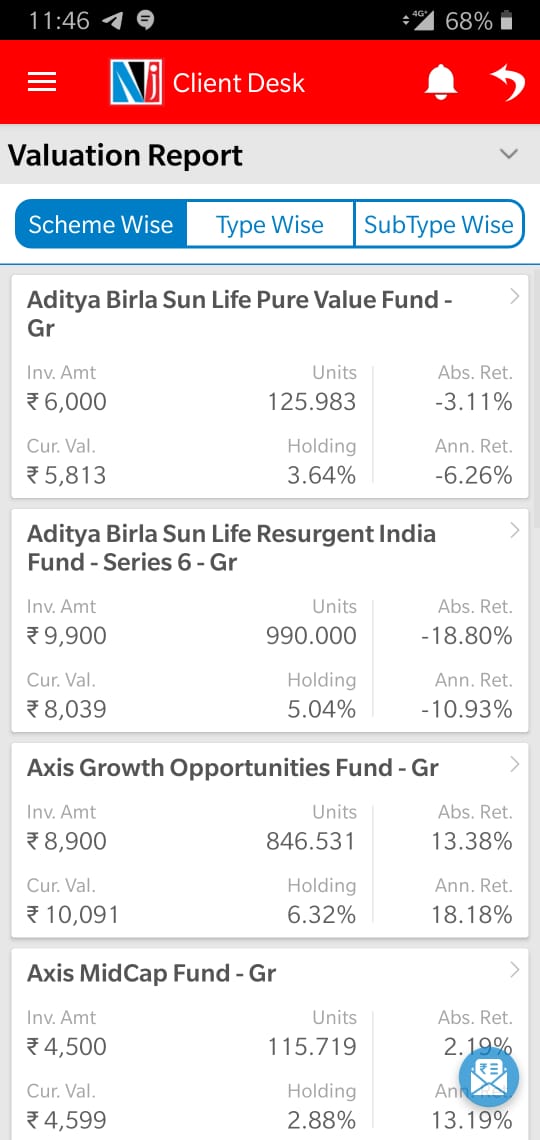 11:46
4G+ 68%
Nj Client Desk
Valuation Report
Scheme Wise Type Wise SubType Wise
Aditya Birla Sun Life Pure Value Fund -
Gr
Inv. Amt Units Abs. Ret.
₹ 6,000 125.983 -3.11%
Cur. Val. Holding Ann. Ret.
₹ 5,813 3.64% -6.26%
Aditya Birla Sun Life Resurgent India
Fund - Series 6 - Gr
Inv. Amt Units Abs. Ret.
₹ 9,900 990.000 -18.80%
Cur. Val. Holding Ann. Ret.
₹ 8,039 5.04% -10.93%
Axis Growth Opportunities Fund - Gr
Inv. Amt Units Abs. Ret.
₹ 8,900 846.531 13.38%
Cur. Val. Holding Ann. Ret.
₹ 10,091 6.32% 18.18%
Axis MidCap Fund - Gr
Inv. Amt Units Abs. Ret.
₹ 4,500 115.719 2.19%
Cur. Val. Holding
₹ 4,599 2.88% 13.19%